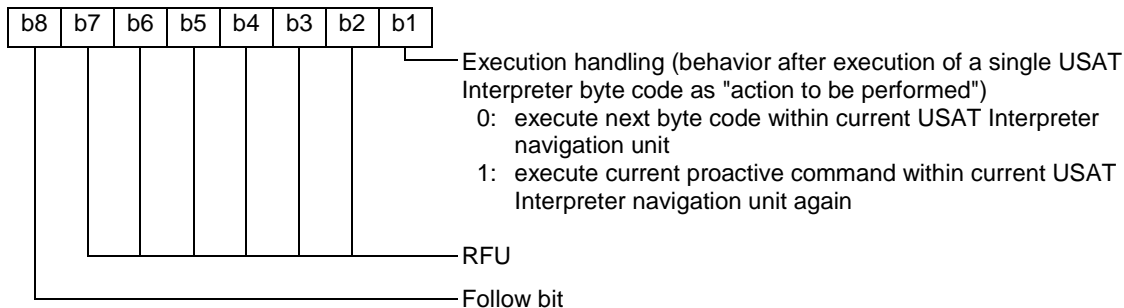 b8 b7 b6 b5 b4 b3 b2 b1
Execution handling (behavior after execution of a single USAT
Interpreter byte code as "action to be performed")
0: execute next byte code within current USAT Interpreter
navigation unit
1: execute current proactive command within current USAT
Interpreter navigation unit again
RFU
Follow bit